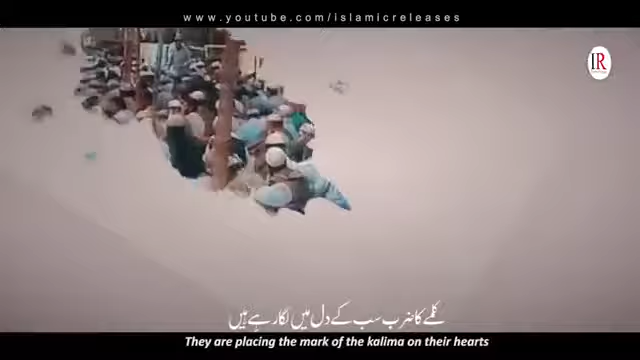 www.youtube.com/islamicreleases
IR
کلمے کا ضرب سب کے دل میں لگا رہے ہیں
They are placing the mark of the kalima on their hearts